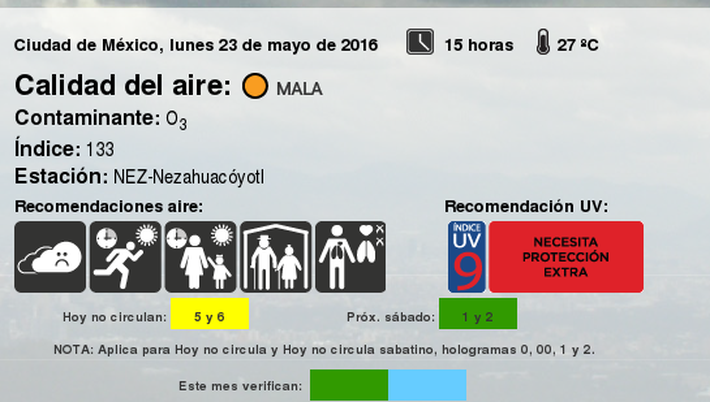 Ciudad de México, lunes 23 de mayo de 2016 15 horas 27 ºC
Calidad del aire: MALA
Contaminante: O3
Índice: 133
Estación: NEZ-Nezahuacóyotl
Recomendaciones aire: Recomendación UV:
ÍNDICE
UV
9
NECESITA
PROTECCIÓN
EXTRA
Hoy no circulan: 5 y 6 Próx. sábado: 1 y 2
NOTA: Aplica para Hoy no circula y Hoy no circula sabatino, hologramas 0, 00, 1 y 2.
Este mes verifican: